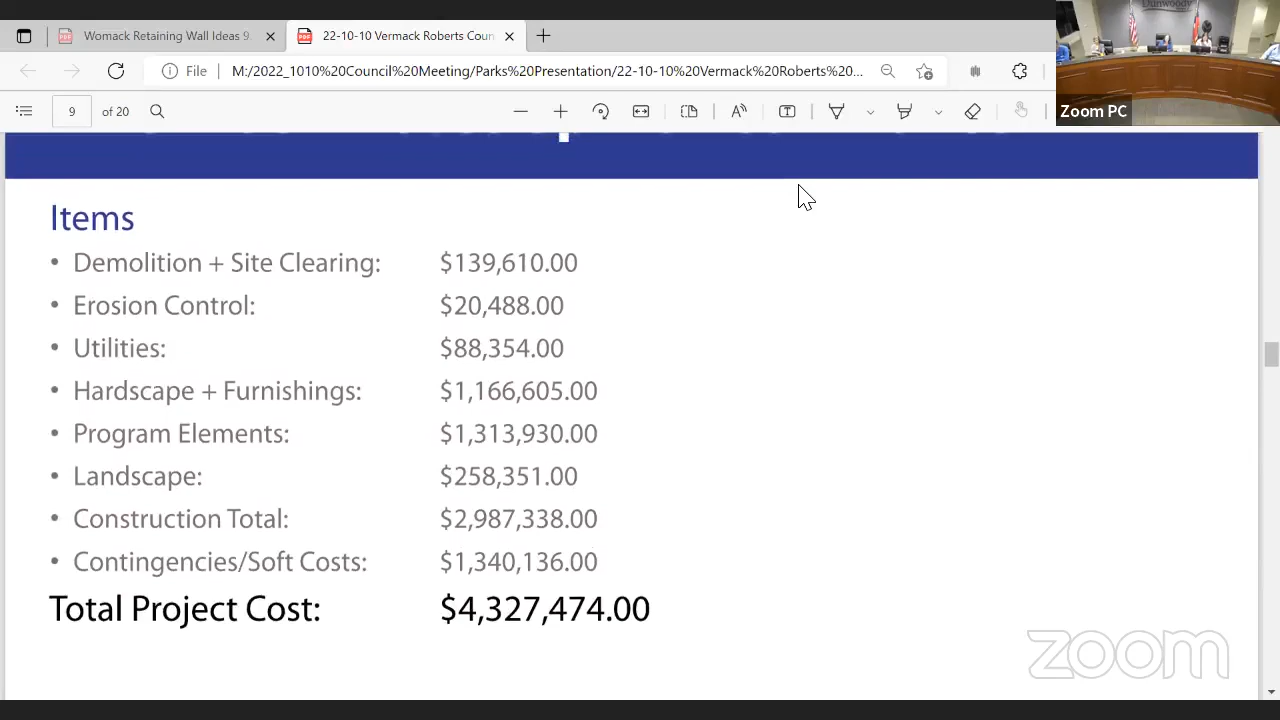 Womack Retaining Wall Ideas 9
22-10-10 Vermack Roberts Coun
File
M:/2022_1010%20Council%20Meeting/Parks%20Presentation/22-10-10%20Vermack%20Roberts%20...
9 of 20
Dunwoody
Zoom PC
Items
• Demolition + Site Clearing: $139,610.00
• Erosion Control: $20,488.00
• Utilities: $88,354.00
• Hardscape + Furnishings: $1,166,605.00
• Program Elements: $1,313,930.00
• Landscape: $258,351.00
• Construction Total: $2,987,338.00
• Contingencies/Soft Costs: $1,340,136.00
Total Project Cost: $4,327,474.00
zoom